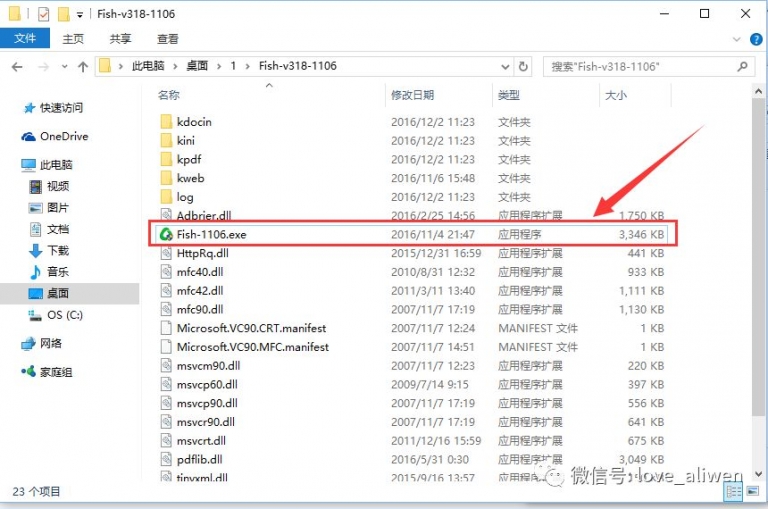 Fish-v318-1106
文件 主页 共享 查看
此电脑 桌面 1 Fish-v318-1106 搜索"Fish-v318-1106"
名称 修改日期 类型 大小
快速访问
OneDrive
此电脑
视频
图片
文档
下载
音乐
桌面
OS (C:)
网络
家庭组
kdocin 2016/12/2 11:23 文件夹
kini 2016/12/2 11:23 文件夹
kpdf 2016/12/2 11:23 文件夹
kweb 2016/11/6 15:48 文件夹
log 2016/12/2 11:23 文件夹
Adbrier.dll 2016/2/25 14:56 应用程序扩展 1,750 KB
Fish-1106.exe 2016/11/4 21:47 应用程序 3,346 KB
HttpRq.dll 2015/12/31 16:59 应用程序扩展 441 KB
mfc40.dll 2010/8/31 12:32 应用程序扩展 933 KB
mfc42.dll 2011/3/11 13:40 应用程序扩展 1,111 KB
mfc90.dll 2007/11/7 17:19 应用程序扩展 1,130 KB
Microsoft.VC90.CRT.manifest 2007/11/7 12:24 MANIFEST 文件 1 KB
Microsoft.VC90.MFC.manifest 2007/11/7 14:51 MANIFEST 文件 1 KB
msvcm90.dll 2007/11/7 12:23 应用程序扩展 220 KB
msvcp60.dll 2009/7/14 9:15 应用程序扩展 397 KB
msvcp90.dll 2007/11/7 17:19 应用程序扩展 556 KB
msvcr90.dll 2007/11/7 17:19 应用程序扩展 641 KB
msvcrt.dll 2011/12/16 15:59 应用程序扩展 675 KB
pdflib.dll 2016/5/31 0:30 应用程序扩展 3,049 KB
tinyxml.dll 2015/9/16 13:57 应用程序扩展 KB
微信号: love_aliwen
23 个项目